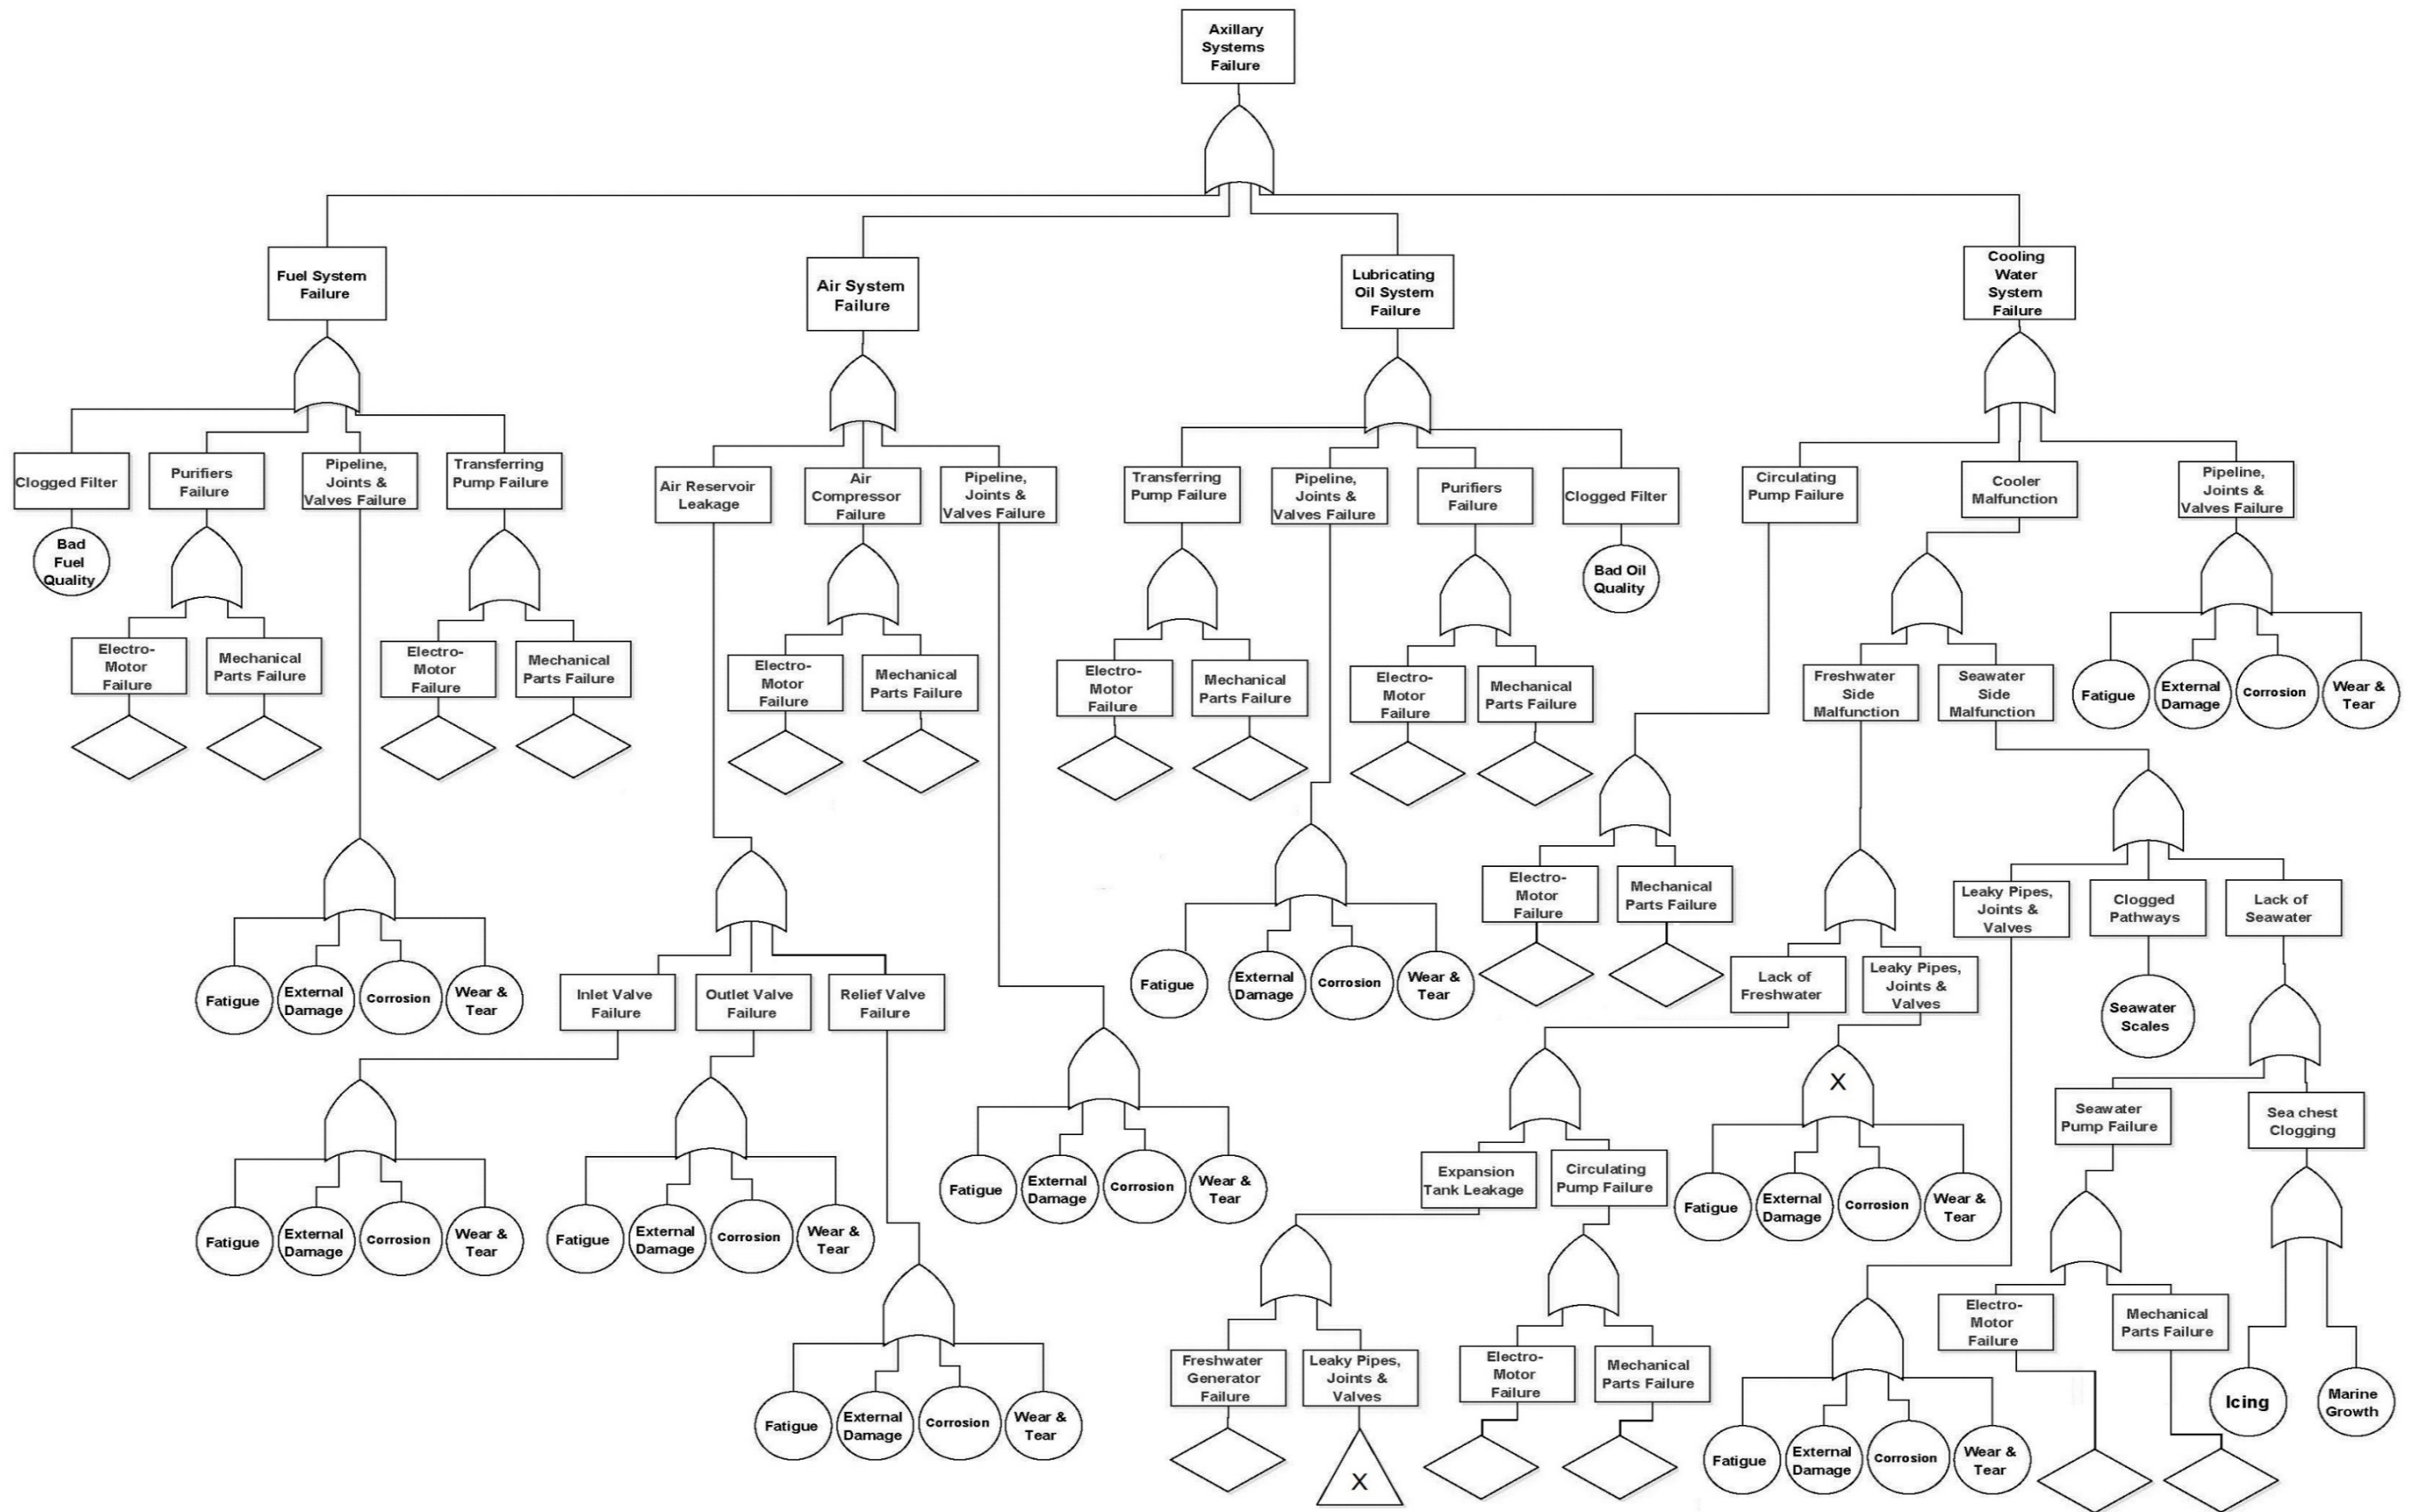 Axillary
Systems
Failure
Fuel System
Failure
Air System
Failure
Lubricating
Oil System
Failure
Cooling
Water
System
Failure
Clogged Filter
Purifiers
Failure
Pipeline,
Joints &
Valves Failure
Transferring
Pump Failure
Air Reservoir
Leakage
Air
Compressor
Failure
Pipeline,
Joints &
Valves Failure
Transferring
Pump Failure
Pipeline,
Joints &
Valves Failure
Purifiers
Failure
Clogged Filter
Circulating
Pump Failure
Cooler
Malfunction
Pipeline,
Joints &
Valves Failure
Bad
Fuel
Quality
Bad Oil
Quality
Electro-
Motor
Failure
Mechanical
Parts Failure
Electro-
Motor
Failure
Mechanical
Parts Failure
Electro-
Motor
Failure
Mechanical
Parts Failure
Electro-
Motor
Failure
Mechanical
Parts Failure
Electro-
Motor
Failure
Mechanical
Parts Failure
Freshwater
Side
Malfunction
Seawater
Side
Malfunction
Fatigue
External
Damage
Corrosion
Wear &
Tear
Electro-
Motor
Failure
Mechanical
Parts Failure
Leaky Pipes,
Joints &
Valves
Clogged
Pathways
Lack of
Seawater
Fatigue
External
Damage
Corrosion
Wear &
Tear
Inlet Valve
Failure
Outlet Valve
Failure
Relief Valve
Failure
Fatigue
External
Damage
Corrosion
Wear &
Tear
Lack of
Freshwater
Leaky Pipes,
Joints &
Valves
Seawater
Scales
X
Seawater
Pump Failure
Sea chest
Clogging
Fatigue
External
Damage
Corrosion
Wear &
Tear
Fatigue
External
Damage
Corrosion
Wear &
Tear
Fatigue
External
Damage
Corrosion
Wear &
Tear
Expansion
Tank Leakage
Circulating
Pump Failure
Fatigue
External
Damage
Corrosion
Wear &
Tear
Electro-
Motor
Failure
Mechanical
Parts Failure
Fatigue
External
Damage
Corrosion
Wear &
Tear
Freshwater
Generator
Failure
Leaky Pipes,
Joints &
Valves
Electro-
Motor
Failure
Mechanical
Parts Failure
Icing
Marine
Growth
X
Fatigue
External
Damage
Corrosion
Wear &
Tear